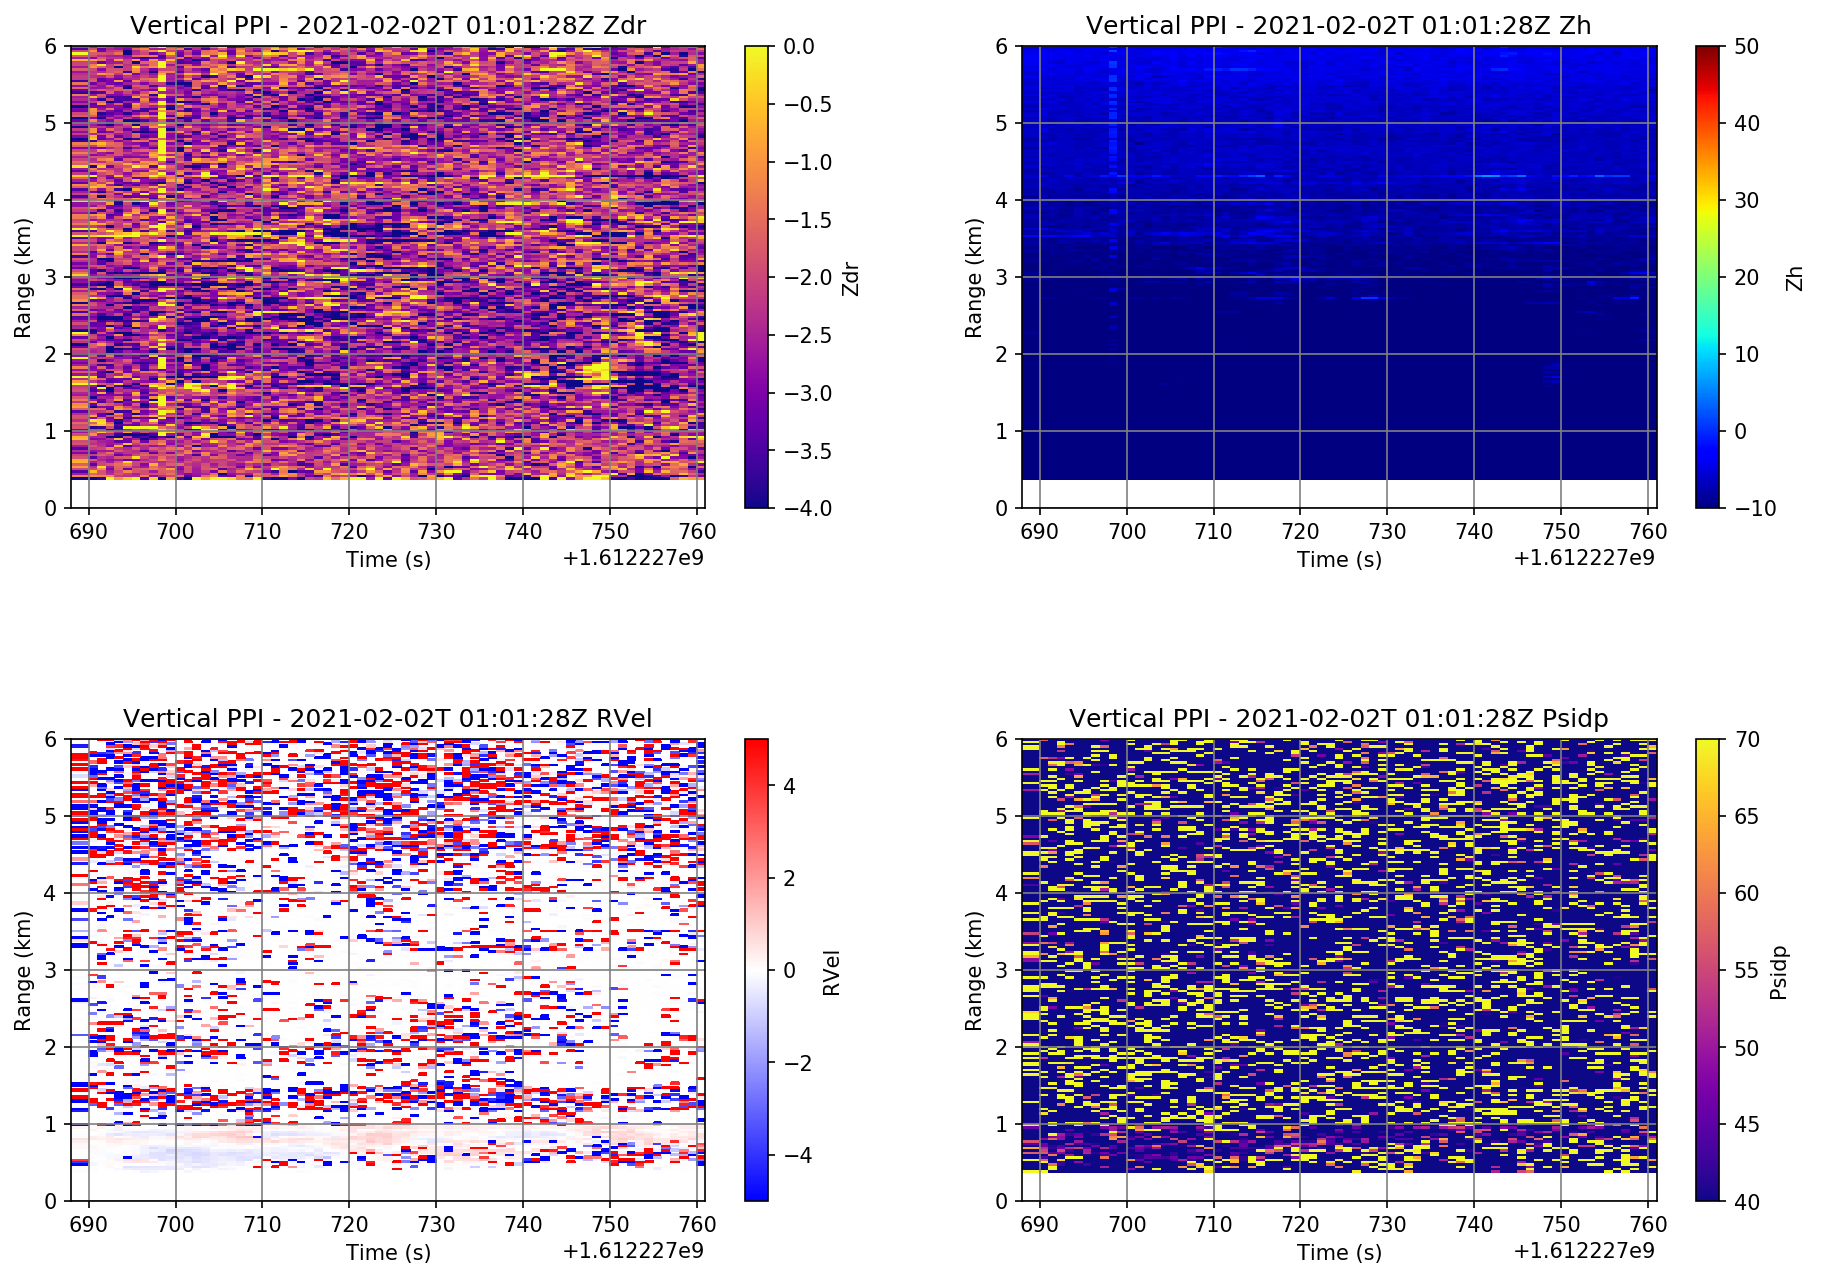 Vertical PPI - 2021-02-02T 01:01:28Z Zdr
6
5
4
3
2
1
0
Range (km)
690 700 710 720 730 740 750 760
Time (s)
+1.612227e9
0.0
−0.5
−1.0
−1.5
−2.0
−2.5
−3.0
−3.5
−4.0
Zdr
Vertical PPI - 2021-02-02T 01:01:28Z Zh
6
5
4
3
2
1
0
Range (km)
690 700 710 720 730 740 750 760
Time (s)
+1.612227e9
50
40
30
20
10
0
−10
Zh
Vertical PPI - 2021-02-02T 01:01:28Z RVel
6
5
4
3
2
1
0
Range (km)
690 700 710 720 730 740 750 760
Time (s)
+1.612227e9
4
2
0
−2
−4
RVel
Vertical PPI - 2021-02-02T 01:01:28Z Psidp
6
5
4
3
2
1
0
Range (km)
690 700 710 720 730 740 750 760
Time (s)
+1.612227e9
70
65
60
55
50
45
40
Psidp